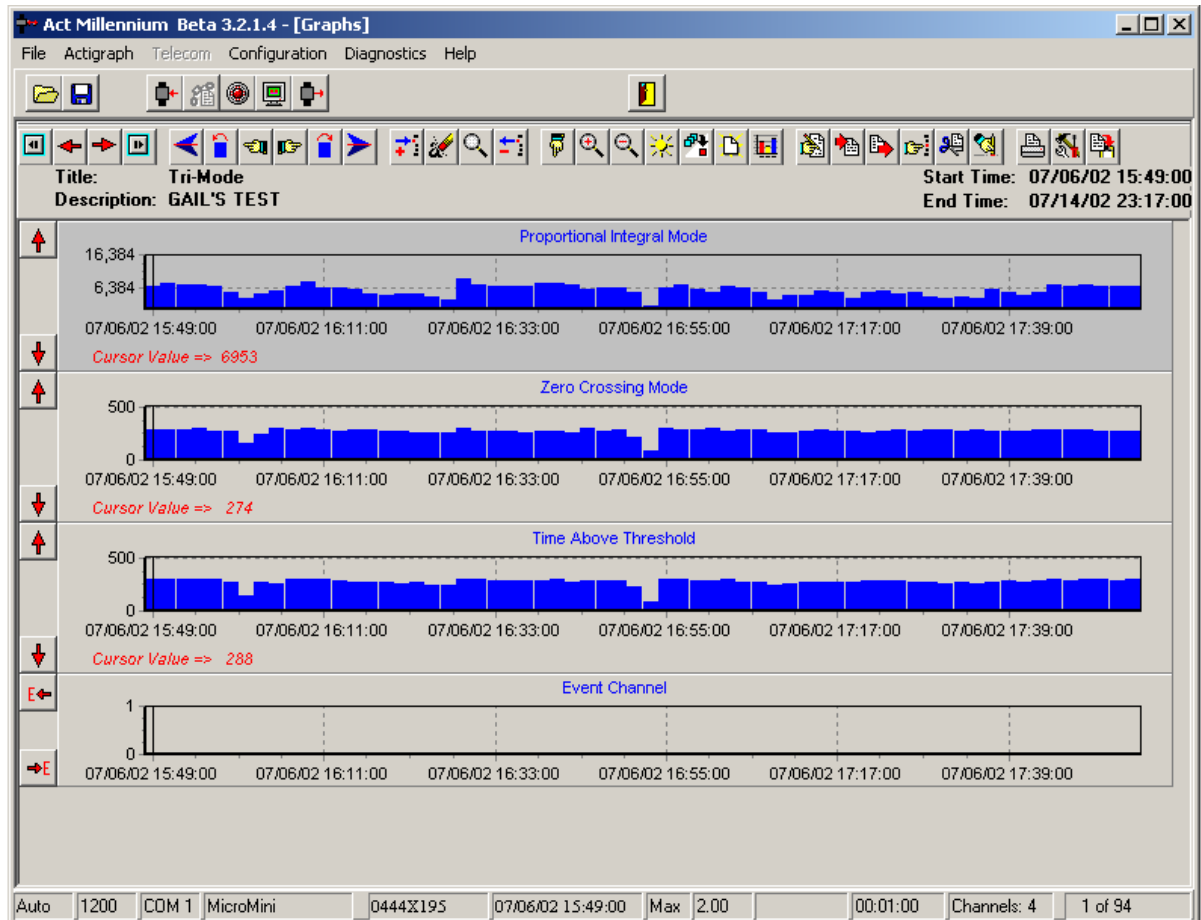 Act Millennium Beta 3.2.1.4 - [Graphs]
File Actigraph Telecom Configuration Diagnostics Help
Title: Tri-Mode Start Time: 07/06/02 15:49:00
Description: GAIL'S TEST End Time: 07/14/02 23:17:00
Proportional Integral Mode
16,384
6,384
07/06/02 15:49:00 07/06/02 16:11:00 07/06/02 16:33:00 07/06/02 16:55:00 07/06/02 17:17:00 07/06/02 17:39:00
Cursor Value => 6953
Zero Crossing Mode
500
0
07/06/02 15:49:00 07/06/02 16:11:00 07/06/02 16:33:00 07/06/02 16:55:00 07/06/02 17:17:00 07/06/02 17:39:00
Cursor Value => 274
Time Above Threshold
500
0
07/06/02 15:49:00 07/06/02 16:11:00 07/06/02 16:33:00 07/06/02 16:55:00 07/06/02 17:17:00 07/06/02 17:39:00
Cursor Value => 288
E
Event Channel
1
0
E
07/06/02 15:49:00 07/06/02 16:11:00 07/06/02 16:33:00 07/06/02 16:55:00 07/06/02 17:17:00 07/06/02 17:39:00
Auto 1200 COM 1 MicroMini 0444X195 07/06/02 15:49:00 Max 2.00 00:01:00 Channels: 4 1 of 94